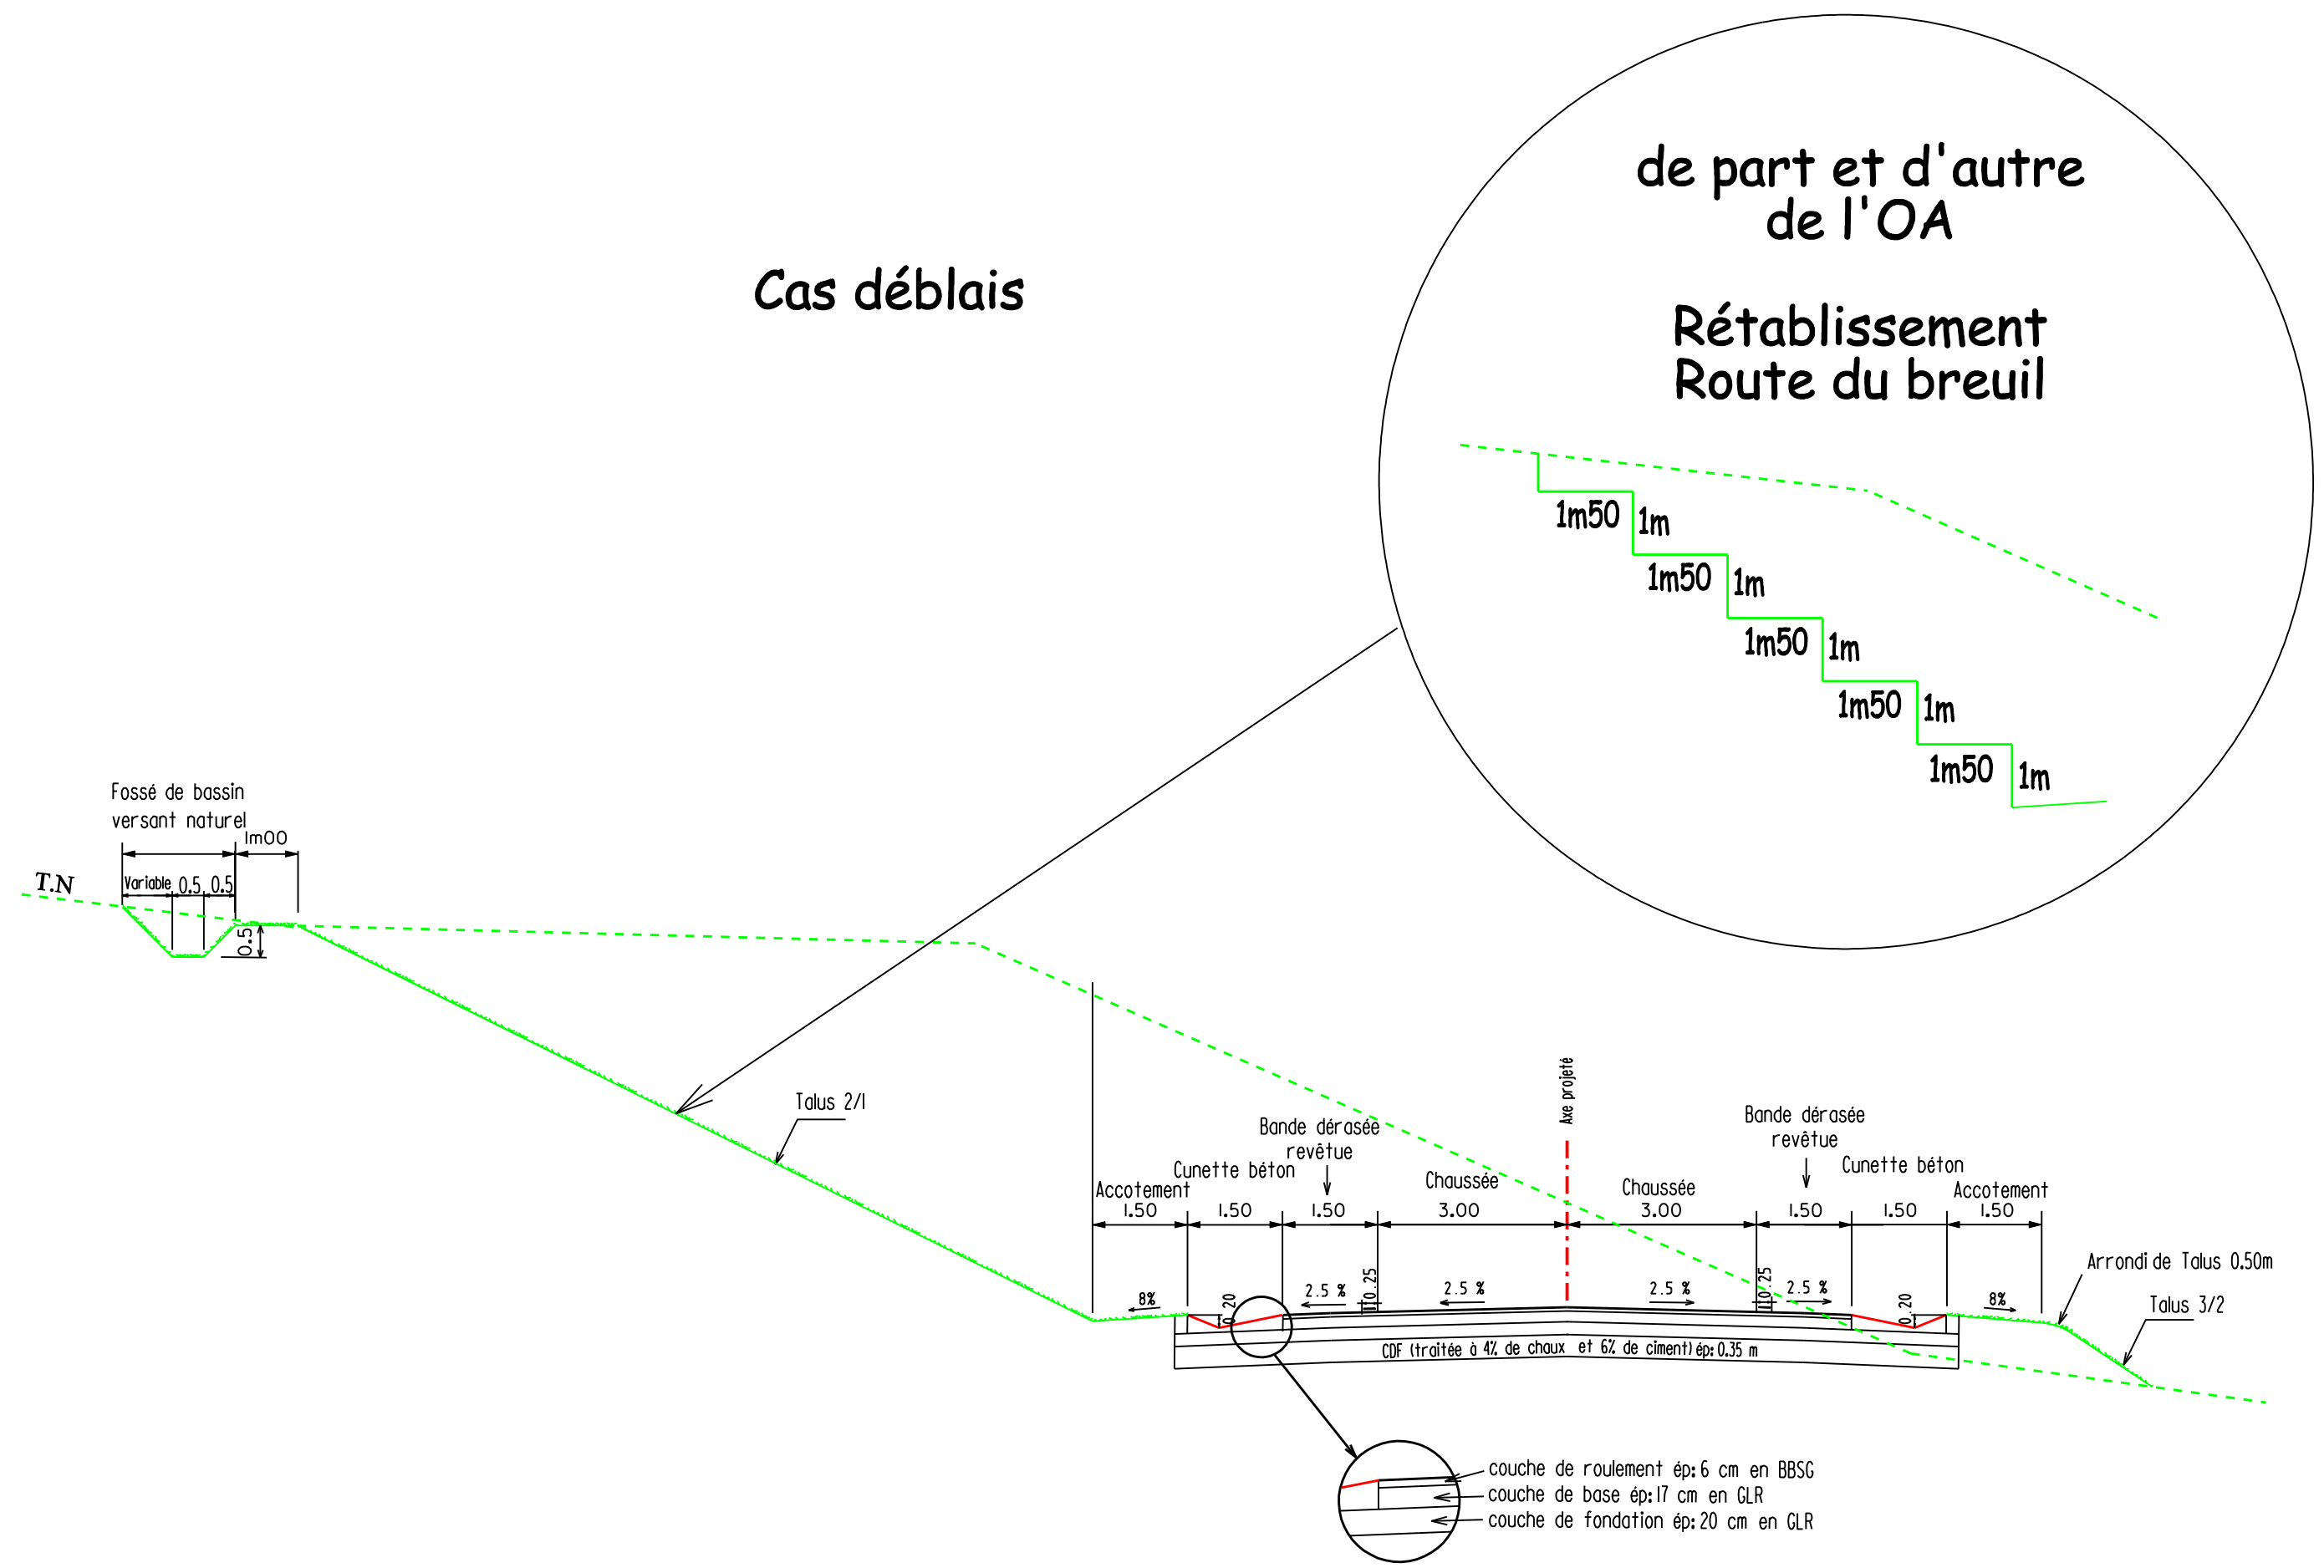 de part et d'autre
de l'OA
Cas déblais
Rétablissement
Route du breuil
1m50 1m
1m50 1m
1m50 1m
1m50 1m
1m50 1m
Fossé de bassin
versant naturel
1m00
T.N
Variable 0.5 0.5
0.5
Talus 2/1
Axe projeté
Bande dérasée
revêtue
Bande dérasée
revêtue
Cunette béton
Cunette béton
Accotement
Chaussée
Chaussée
Accotement
1.50 1.50 1.50 3.00 3.00 1.50 1.50 1.50
Arrondi de Talus 0.50m
8% 0.20 2.5 % 0.25 2.5 % 2.5 % 0.25 2.5 % 0.20 8%
Talus 3/2
CDF (traitée à 4% de chaux et 6% de ciment) ép: 0.35 m
couche de roulement ép: 6 cm en BBSG
couche de base ép: 17 cm en GLR
couche de fondation ép: 20 cm en GLR